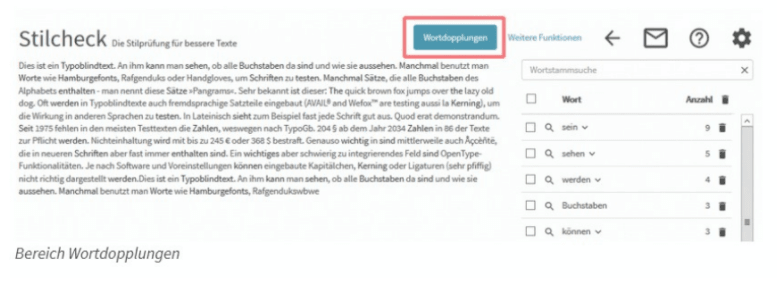 Stilcheck Die Stilprüfung für bessere Texte
Wortdopplungen
Weitere Funktionen
Dies ist ein Typoblindtext. An ihm kann man sehen, ob alle Buchstaben da sind und wie sie aussehen. Manchmal benutzt man
Worte wie Hamburgefonts, Rafgenduks oder Handgloves, um Schriften zu testen. Manchmal Sätze, die alle Buchstaben des
Alphabets enthalten - man nennt diese Sätze »Pangrams«. Sehr bekannt ist dieser: The quick brown fox jumps over the lazy old
dog. Oft werden in Typoblindtexte auch fremdsprachige Satzteile eingebaut (AVAIL® and Wefox™ are testing aussi la Kerning), um
die Wirkung in anderen Sprachen zu testen. In Lateinisch sieht zum Beispiel fast jede Schrift gut aus. Quod erat demonstrandum.
Seit 1975 fehlen in den meisten Testtexten die Zahlen, weswegen nach TypoGb. 204 § ab dem Jahr 2034 Zahlen in 86 der Texte
zur Pflicht werden. Nichteinhaltung wird mit bis zu 245 € oder 368 $ bestraft. Genauso wichtig in sind mittlerweile auch Âçcèñtë,
die in neueren Schriften aber fast immer enthalten sind. Ein wichtiges aber schwierig zu integrierendes Feld sind OpenType-
Funktionalitäten. Je nach Software und Voreinstellungen können eingebaute Kapitälchen, Kerning oder Ligaturen (sehr pfiffig)
nicht richtig dargestellt werden.Dies ist ein Typoblindtext. An ihm kann man sehen, ob alle Buchstaben da sind und wie sie
aussehen. Manchmal benutzt man Worte wie Hamburgefonts, Rafgendukswbwe
Wortstammsuche
Wort Anzahl
sein 9
sehen 5
werden 4
Buchstaben 3
können 3
Bereich Wortdopplungen